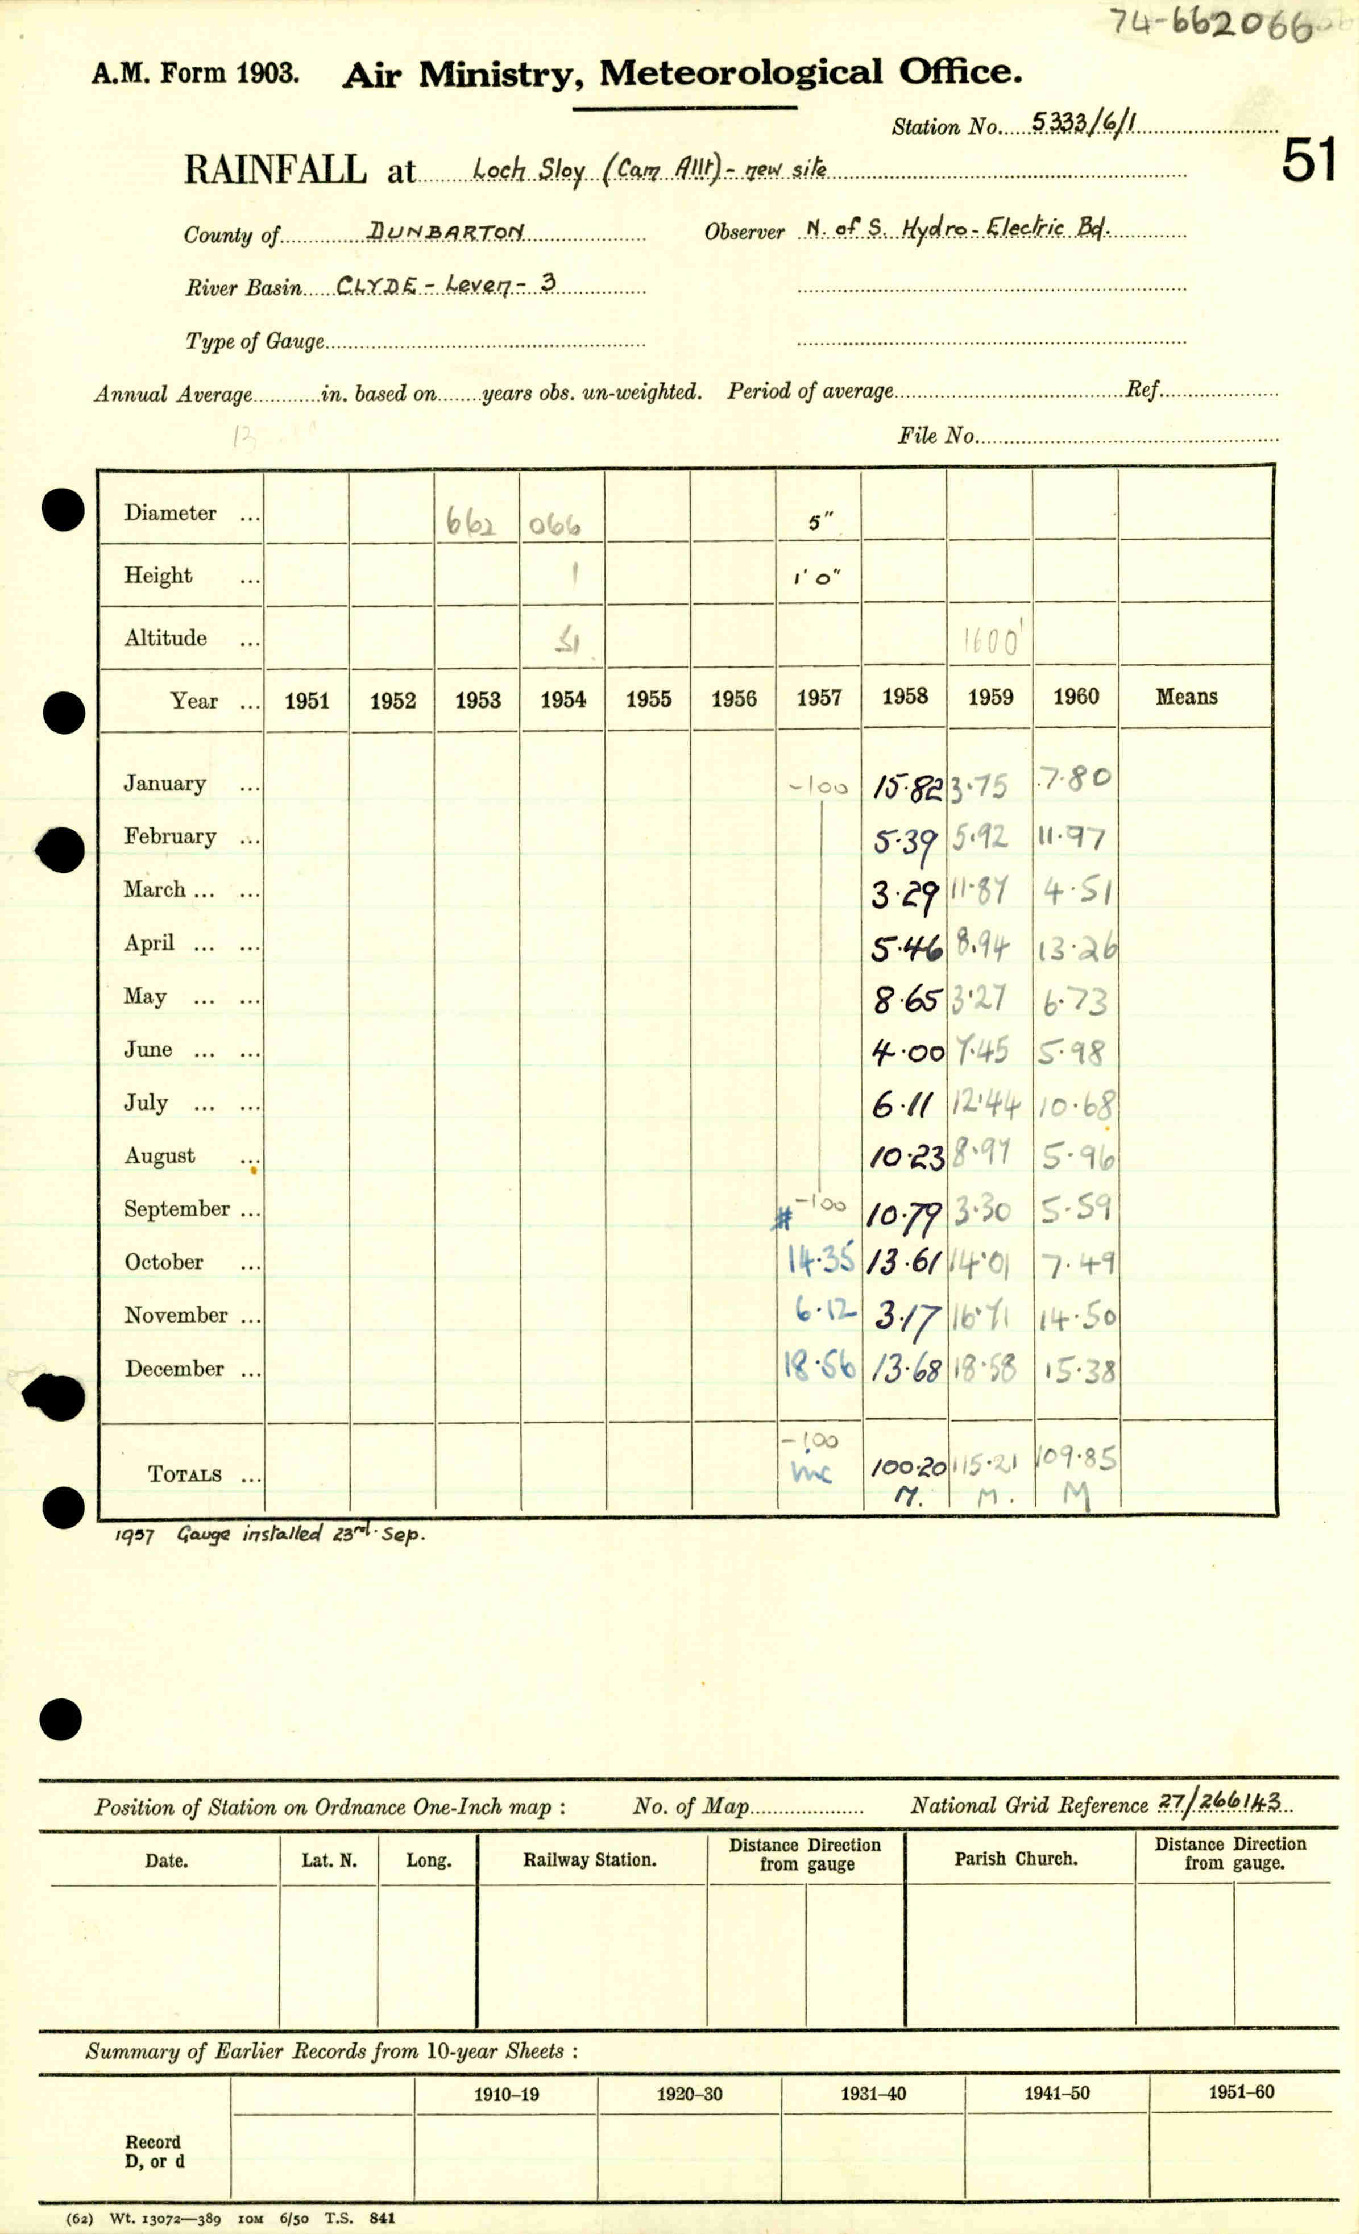 74-662066
A.M. Form 1903. Air Ministry, Meteorological Office.
Station No. 5333/6/1
51
RAINFALL at Loch Sloy (Cam Allt) - new site
County of DUNBARTON Observer N. of S. Hydro-Electric Bd.
River Basin CLYDE - Leven - 3
Type of Gauge
Annual Average in. based on years obs. un-weighted. Period of average Ref.
13
File No.
Diameter ... 662 066 5"
Height ... 1 1' 0"
Altitude ... 51 1600'
Year ... 1951 1952 1953 1954 1955 1956 1957 1958 1959 1960 Means
January ... -100 15.82 3.75 7.80
February ... 5.39 5.92 11.97
March ... ... 3.29 11.87 4.51
April ... ... 5.46 8.94 13.26
May ... ... 8.65 3.27 6.73
June ... ... 4.00 7.45 5.98
July ... ... 6.11 12.44 10.68
August ... 10.23 8.97 5.96
September ... # -100 10.79 3.30 5.59
October ... 14.35 13.61 14.01 7.49
November ... 6.12 3.17 16.71 14.50
December ... 18.56 13.68 18.58 15.38
-100
TOTALS ... inc 100.20 115.21 109.85
M. M. M
1957 Gauge installed 23rd Sep.
Position of Station on Ordnance One-Inch map : No. of Map National Grid Reference 27/266143
Date. Lat. N. Long. Railway Station. Distance Direction from gauge Parish Church. Distance Direction from gauge.
Summary of Earlier Records from 10-year Sheets :
1910–19 1920–30 1931–40 1941–50 1951–60
Record
D, or d
(62) Wt. 13072—389 10M 6/50 T.S. 841